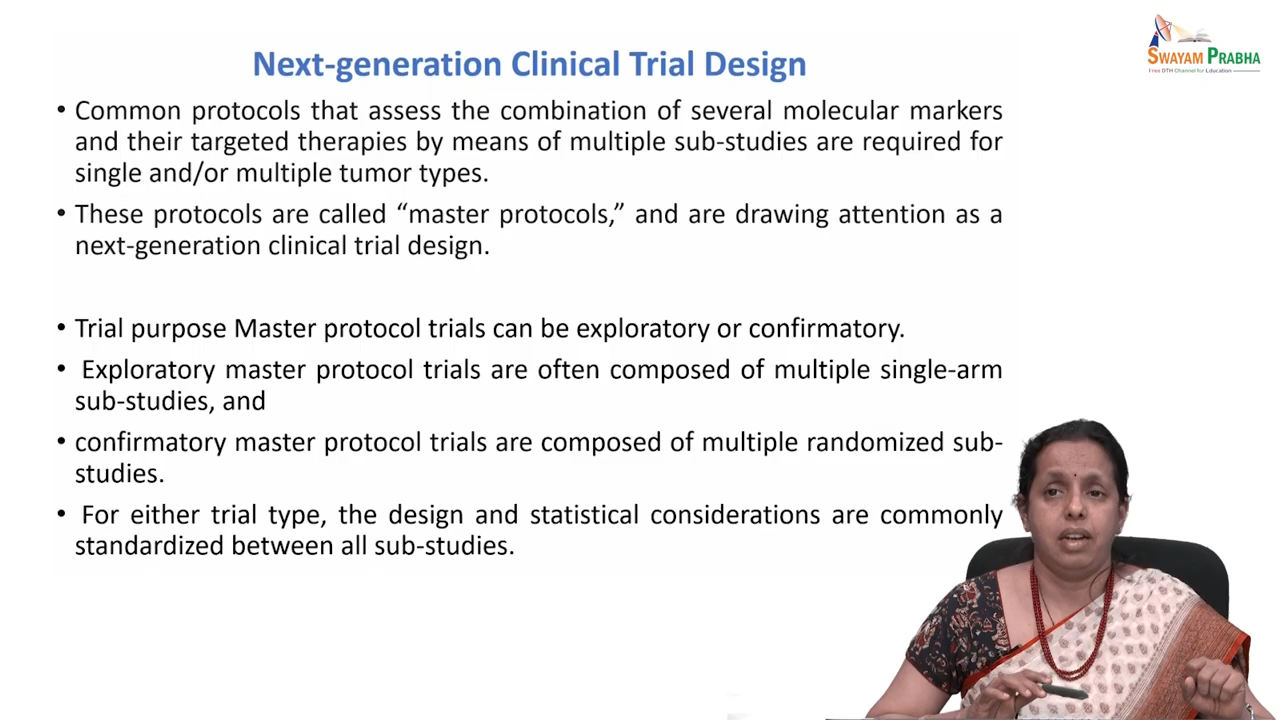 Next-generation Clinical Trial Design
SWAYAM PRABHA
Free DTH Channel for Education
• Common protocols that assess the combination of several molecular markers
and their targeted therapies by means of multiple sub-studies are required for
single and/or multiple tumor types.
• These protocols are called “master protocols,” and are drawing attention as a
next-generation clinical trial design.
• Trial purpose Master protocol trials can be exploratory or confirmatory.
• Exploratory master protocol trials are often composed of multiple single-arm
sub-studies, and
• confirmatory master protocol trials are composed of multiple randomized sub-
studies.
• For either trial type, the design and statistical considerations are commonly
standardized between all sub-studies.